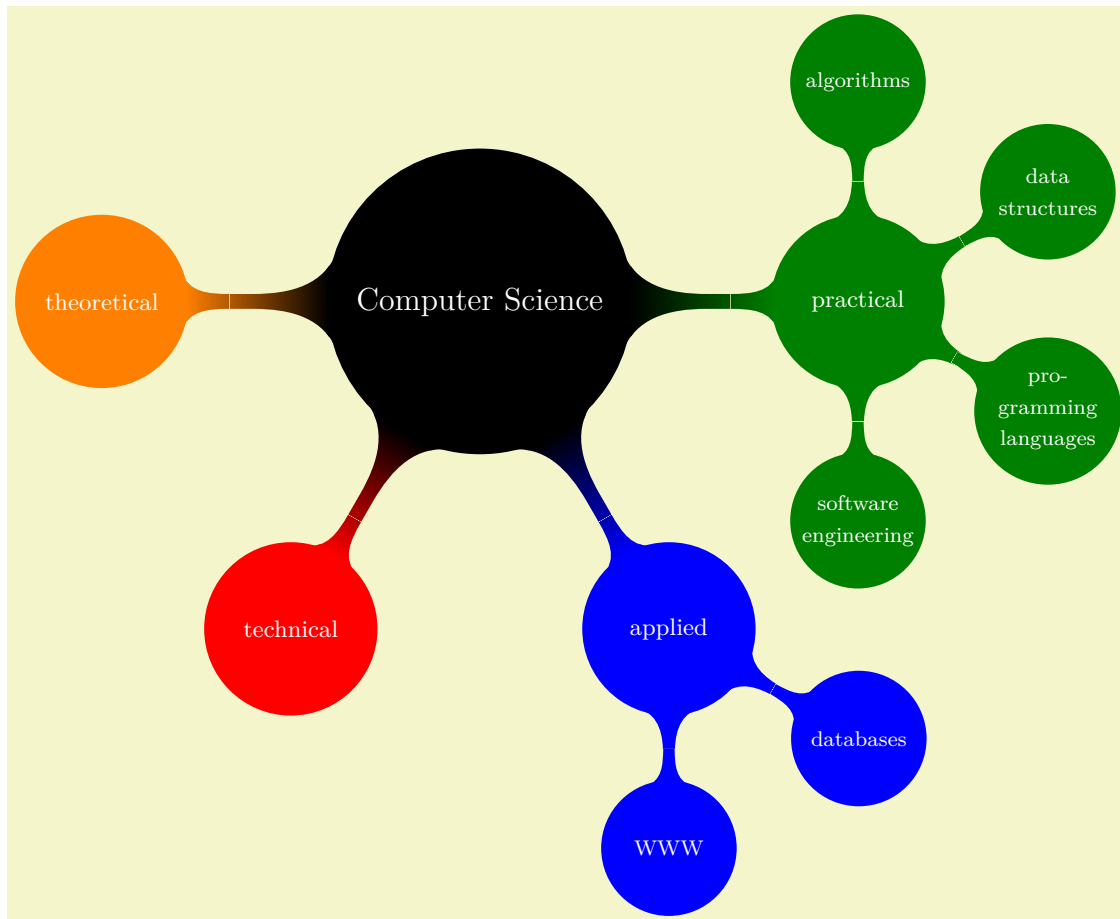 Computer Science
practical
algorithms
data
structures
pro-
gramming
languages
software
engineering
applied
databases
WWW
technical
theoretical